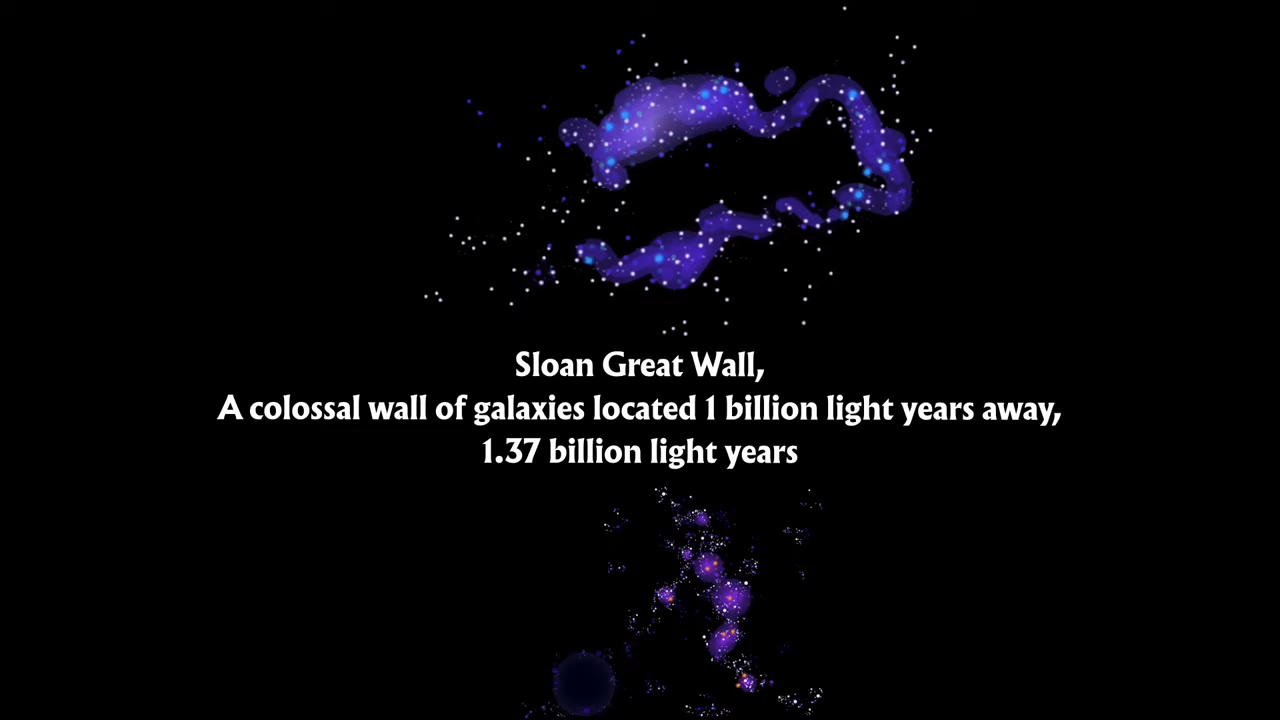 Sloan Great Wall,
A colossal wall of galaxies located 1 billion light years away,
1.37 billion light years